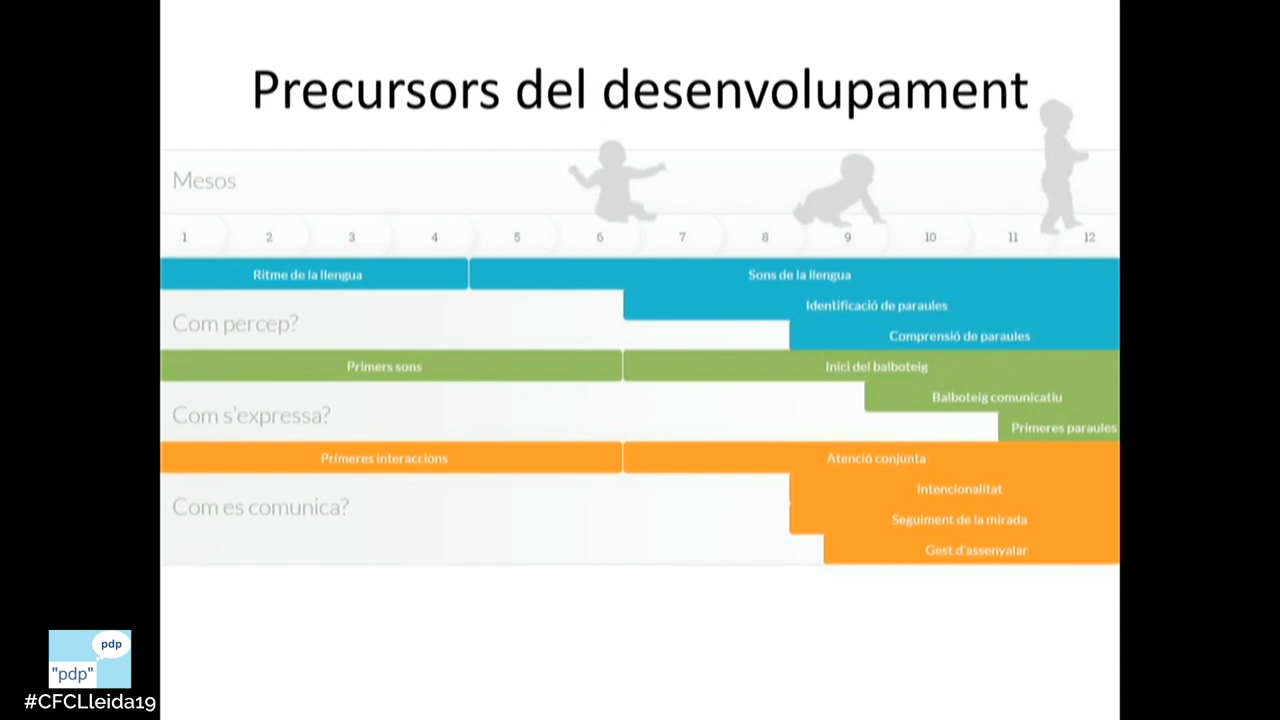 Precursors del desenvolupament
Mesos
1 2 3 4 5 6 7 8 9 10 11 12
Ritme de la llengua
Sons de la llengua
Identificació de paraules
Com percep?
Comprensió de paraules
Primers sons
Inici del balboteig
Balboteig comunicatiu
Com s'expressa?
Primeres paraules
Primeres interaccions
Atenció conjunta
Intencionalitat
Com es comunica?
Seguiment de la mirada
Gest d'assenyalar
pdp
"pdp"
#CFCLleida19